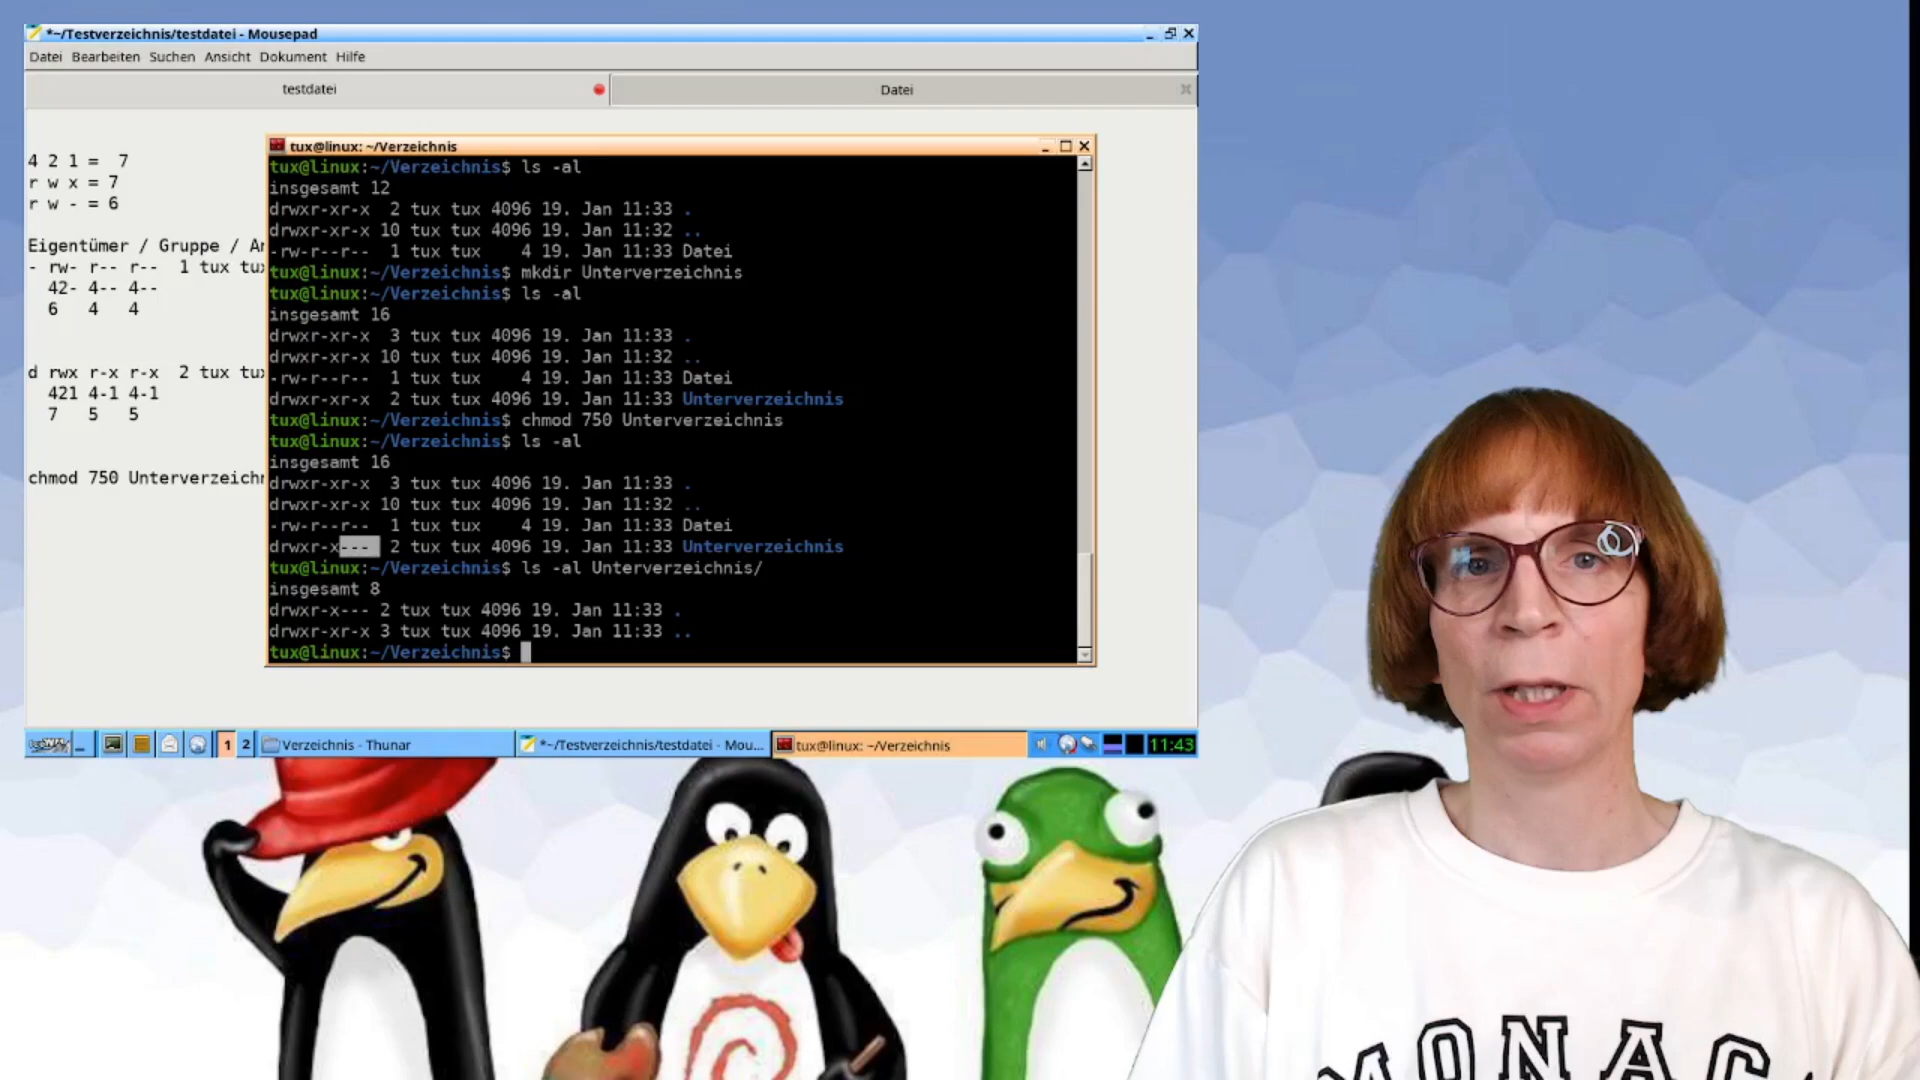 *~/Testverzeichnis/testdatei - Mousepad
Datei Bearbeiten Suchen Ansicht Dokument Hilfe
testdatei
Datei
4 2 1 =  7
r w x = 7
r w - = 6
Eigentümer / Gruppe /
- rw- r-- r--  1 tux tux
42- 4-- 4--
6   4   4
d rwx r-x r-x  2 tux tux
421 4-1 4-1
7   5   5
chmod 750
tux@linux: ~/Verzeichnis
tux@linux:~/Verzeichnis$ ls -al
insgesamt 12
drwxr-xr-x  2 tux tux 4096 19. Jan 11:33 .
drwxr-xr-x 10 tux tux 4096 19. Jan 11:32 ..
-rw-r--r--  1 tux tux    4 19. Jan 11:33 Datei
tux@linux:~/Verzeichnis$ mkdir Unterverzeichnis
tux@linux:~/Verzeichnis$ ls -al
insgesamt 16
drwxr-xr-x  3 tux tux 4096 19. Jan 11:33 .
drwxr-xr-x 10 tux tux 4096 19. Jan 11:32 ..
-rw-r--r--  1 tux tux    4 19. Jan 11:33 Datei
drwxr-xr-x  2 tux tux 4096 19. Jan 11:33 Unterverzeichnis
tux@linux:~/Verzeichnis$ chmod 750 Unterverzeichnis
tux@linux:~/Verzeichnis$ ls -al
insgesamt 16
drwxr-xr-x  3 tux tux 4096 19. Jan 11:33 .
drwxr-xr-x 10 tux tux 4096 19. Jan 11:32 ..
-rw-r--r--  1 tux tux    4 19. Jan 11:33 Datei
drwxr-x---  2 tux tux 4096 19. Jan 11:33 Unterverzeichnis
tux@linux:~/Verzeichnis$ ls -al Unterverzeichnis/
insgesamt 8
drwxr-x--- 2 tux tux 4096 19. Jan 11:33 .
drwxr-xr-x 3 tux tux 4096 19. Jan 11:33 ..
tux@linux:~/Verzeichnis$
1 2 Verzeichnis - Thunar *~/Testverzeichnis/testdatei - Mou... tux@linux: ~/Verzeichnis 11:43
MONAC